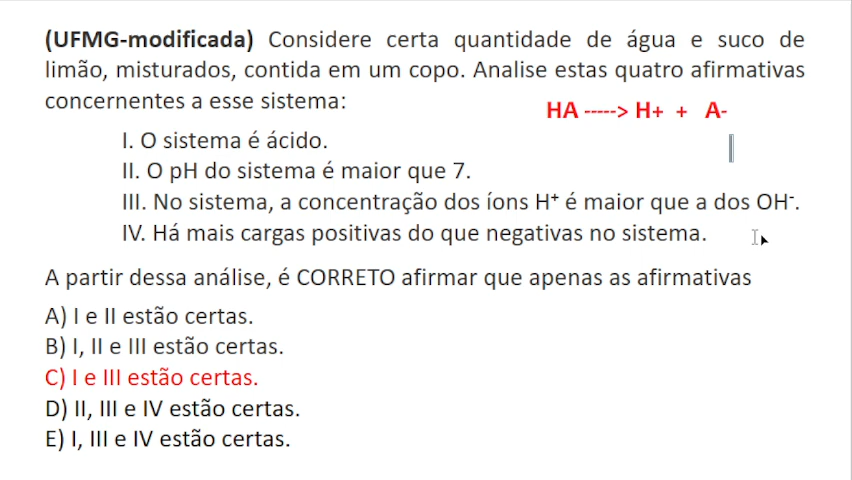 (UFMG-modificada) Considere certa quantidade de água e suco de
limão, misturados, contida em um copo. Analise estas quatro afirmativas
concernentes a esse sistema:
HA -----> H+ + A-
I. O sistema é ácido.
II. O pH do sistema é maior que 7.
III. No sistema, a concentração dos íons H⁺ é maior que a dos OH⁻.
IV. Há mais cargas positivas do que negativas no sistema.
A partir dessa análise, é CORRETO afirmar que apenas as afirmativas
A) I e II estão certas.
B) I, II e III estão certas.
C) I e III estão certas.
D) II, III e IV estão certas.
E) I, III e IV estão certas.